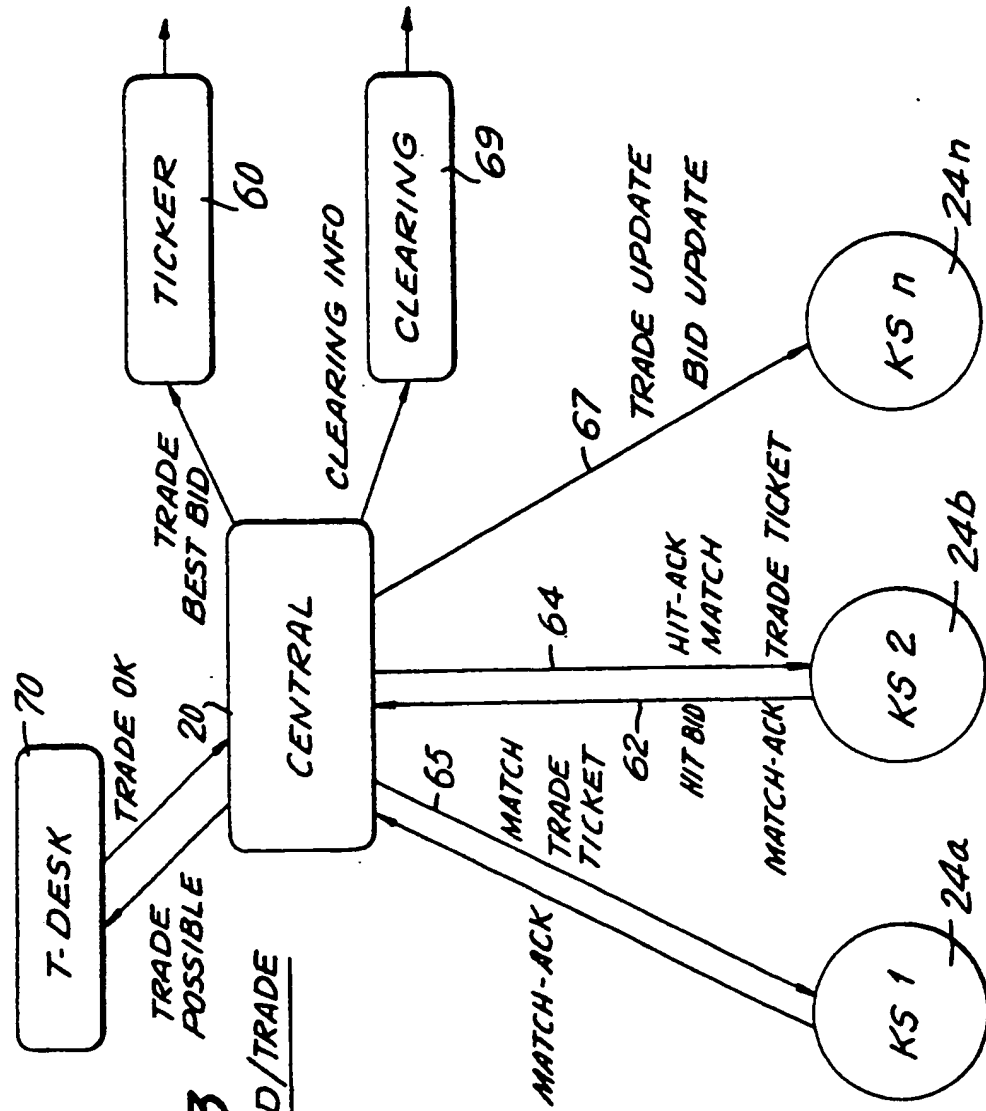 70
T-DESK
TRADE OK
TRADE
POSSIBLE
TRADE
BEST BID
TICKER
60
CLEARING INFO
CLEARING
69
20
CENTRAL
3
D/TRADE
65
MATCH
TRADE
TICKET
MATCH-ACK
62
HIT BID
MATCH-ACK
64
HIT-ACK
MATCH
TRADE TICKET
67
TRADE UPDATE
BID UPDATE
KS 1
24a
KS 2
24b
KS n
24n